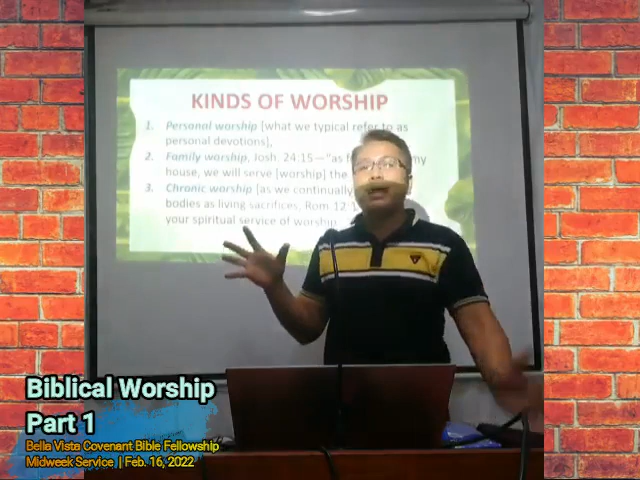 KINDS OF WORSHIP
1. Personal worship [what we typical refer to as
personal devotions],
2. Family worship, Josh. 24:15—"as f my
house, we will serve [worship] the
3. Chronic worship [as we continually
bodies as living sacrifices, Rom 12:1
your spiritual service of worship.
Biblical Worship
Part 1
Bella Vista Covenant Bible Fellowship
Midweek Service | Feb. 16, 2022